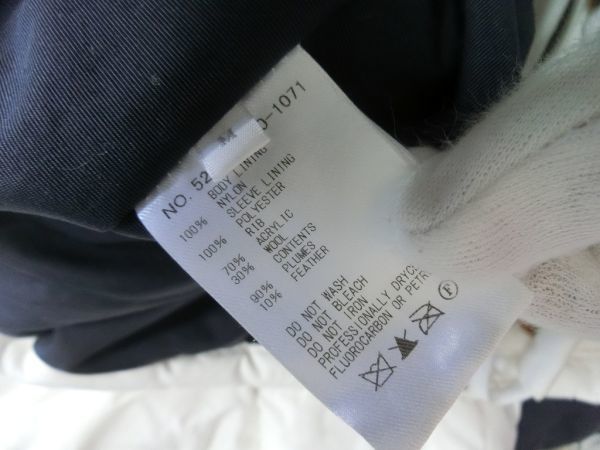 NO. 52 0-1071
M
BODY LINING
100% NYLON
SLEEVE LINING
100% POLYESTER
RIB
70% ACRYLIC
30% WOOL
CONTENTS
90% PLUMES
10% FEATHER
DO NOT WASH
DO NOT BLEACH
DO NOT IRON
PROFESSIONALLY DRYC
FLUOROCARBON OR PETR
F